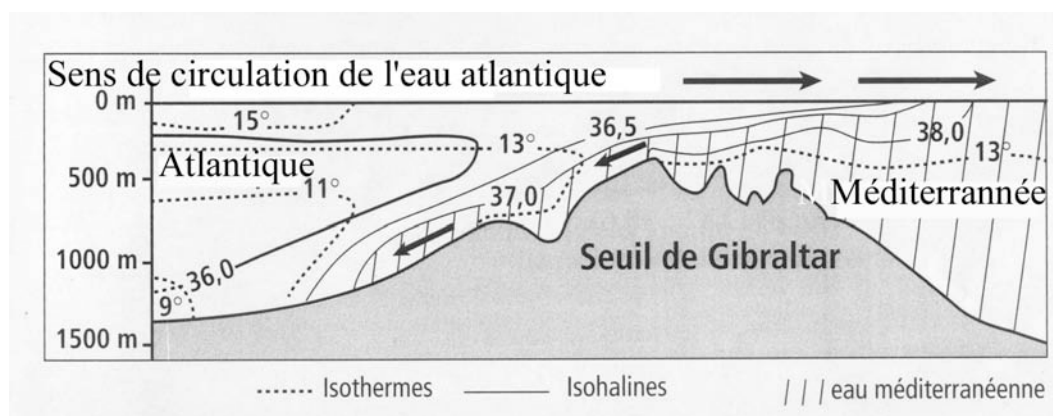 Sens de circulation de l'eau atlantique
0 m
15°
36,5
38,0
13°
13°
Atlantique
500 m
11°
37,0
Méditerrannée
1000 m
36,0
9°
Seuil de Gibraltar
1500 m
Isothermes
Isohalines
eau méditerranéenne